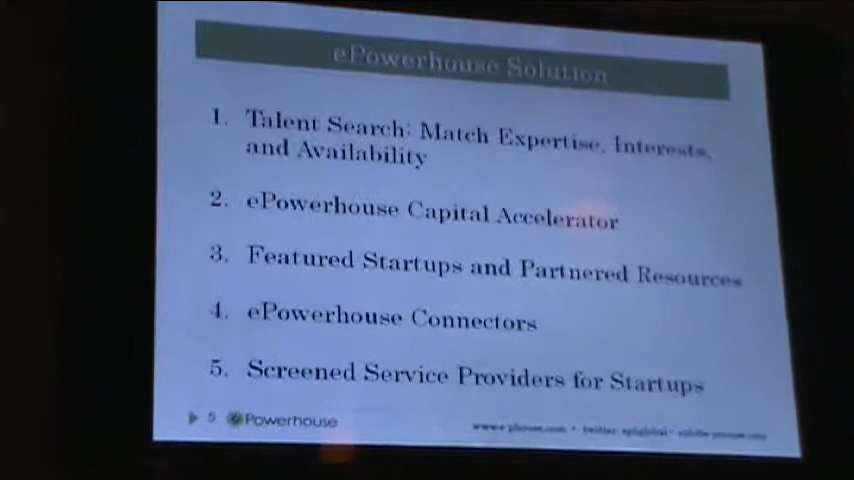 ePowerhouse Solution
1. Talent Search: Match Expertise, Interests,
and Availability
2. ePowerhouse Capital Accelerator
3. Featured Startups and Partnered Resources
4. ePowerhouse Connectors
5. Screened Service Providers for Startups
5 ePowerhouse
twitter: